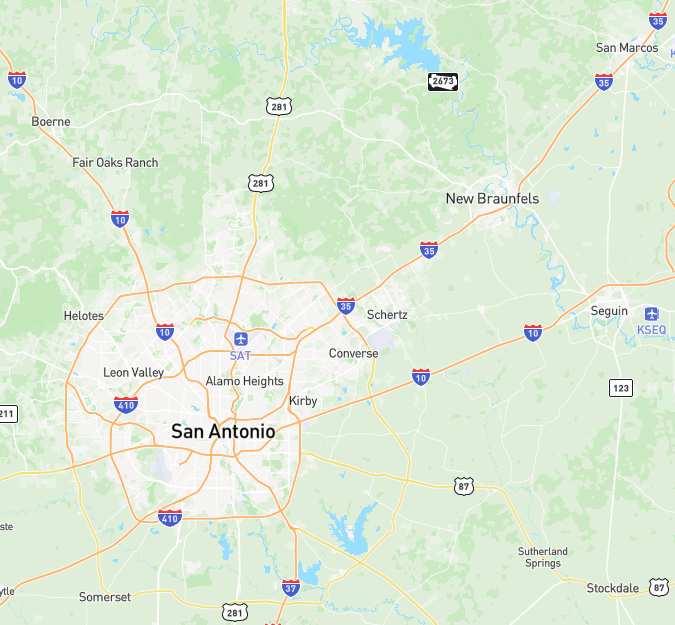 35
San Marcos
10
2673
35
281
Boerne
Fair Oaks Ranch
281
New Braunfels
10
35
35
Seguin
Helotes
Schertz
KSEQ
10
10
SAT
Converse
Leon Valley
Alamo Heights
10
123
410
Kirby
211
San Antonio
87
410
Sutherland
Springs
37
Stockdale
87
Somerset
281